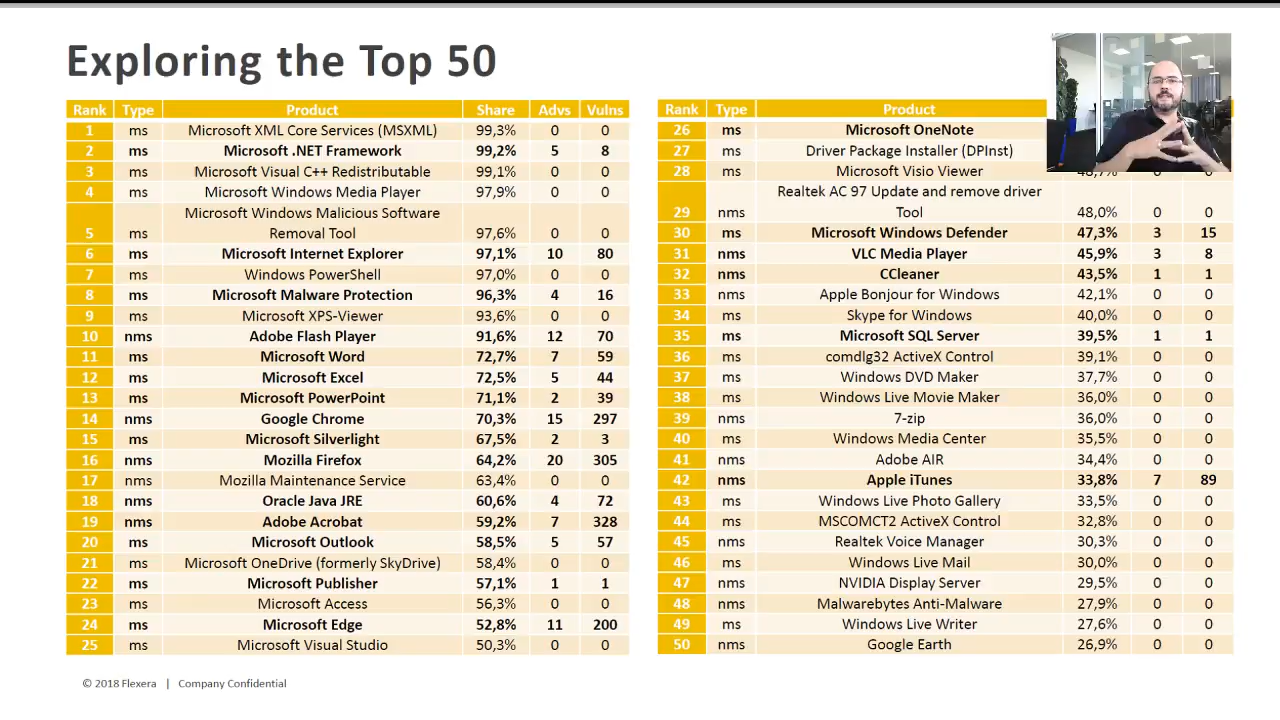 Exploring the Top 50
Rank Type Product Share Advs Vulns
1 ms Microsoft XML Core Services (MSXML) 99,3% 0 0
2 ms Microsoft .NET Framework 99,2% 5 8
3 ms Microsoft Visual C++ Redistributable 99,1% 0 0
4 ms Microsoft Windows Media Player 97,9% 0 0
Microsoft Windows Malicious Software
5 ms Removal Tool 97,6% 0 0
6 ms Microsoft Internet Explorer 97,1% 10 80
7 ms Windows PowerShell 97,0% 0 0
8 ms Microsoft Malware Protection 96,3% 4 16
9 ms Microsoft XPS-Viewer 93,6% 0 0
10 nms Adobe Flash Player 91,6% 12 70
11 ms Microsoft Word 72,7% 7 59
12 ms Microsoft Excel 72,5% 5 44
13 ms Microsoft PowerPoint 71,1% 2 39
14 nms Google Chrome 70,3% 15 297
15 ms Microsoft Silverlight 67,5% 2 3
16 nms Mozilla Firefox 64,2% 20 305
17 nms Mozilla Maintenance Service 63,4% 0 0
18 nms Oracle Java JRE 60,6% 4 72
19 nms Adobe Acrobat 59,2% 7 328
20 ms Microsoft Outlook 58,5% 5 57
21 ms Microsoft OneDrive (formerly SkyDrive) 58,4% 0 0
22 ms Microsoft Publisher 57,1% 1 1
23 ms Microsoft Access 56,3% 0 0
24 ms Microsoft Edge 52,8% 11 200
25 ms Microsoft Visual Studio 50,3% 0 0
Rank Type Product
26 ms Microsoft OneNote
27 ms Driver Package Installer (DPInst)
28 ms Microsoft Visio Viewer
Realtek AC 97 Update and remove driver
29 nms Tool 48,0% 0 0
30 ms Microsoft Windows Defender 47,3% 3 15
31 nms VLC Media Player 45,9% 3 8
32 nms CCleaner 43,5% 1 1
33 nms Apple Bonjour for Windows 42,1% 0 0
34 ms Skype for Windows 40,0% 0 0
35 ms Microsoft SQL Server 39,5% 1 1
36 ms comdlg32 ActiveX Control 39,1% 0 0
37 ms Windows DVD Maker 37,7% 0 0
38 ms Windows Live Movie Maker 36,0% 0 0
39 nms 7-zip 36,0% 0 0
40 ms Windows Media Center 35,5% 0 0
41 nms Adobe AIR 34,4% 0 0
42 nms Apple iTunes 33,8% 7 89
43 ms Windows Live Photo Gallery 33,5% 0 0
44 ms MSCOMCT2 ActiveX Control 32,8% 0 0
45 nms Realtek Voice Manager 30,3% 0 0
46 ms Windows Live Mail 30,0% 0 0
47 nms NVIDIA Display Server 29,5% 0 0
48 nms Malwarebytes Anti-Malware 27,9% 0 0
49 ms Windows Live Writer 27,6% 0 0
50 nms Google Earth 26,9% 0 0
© 2018 Flexera | Company Confidential